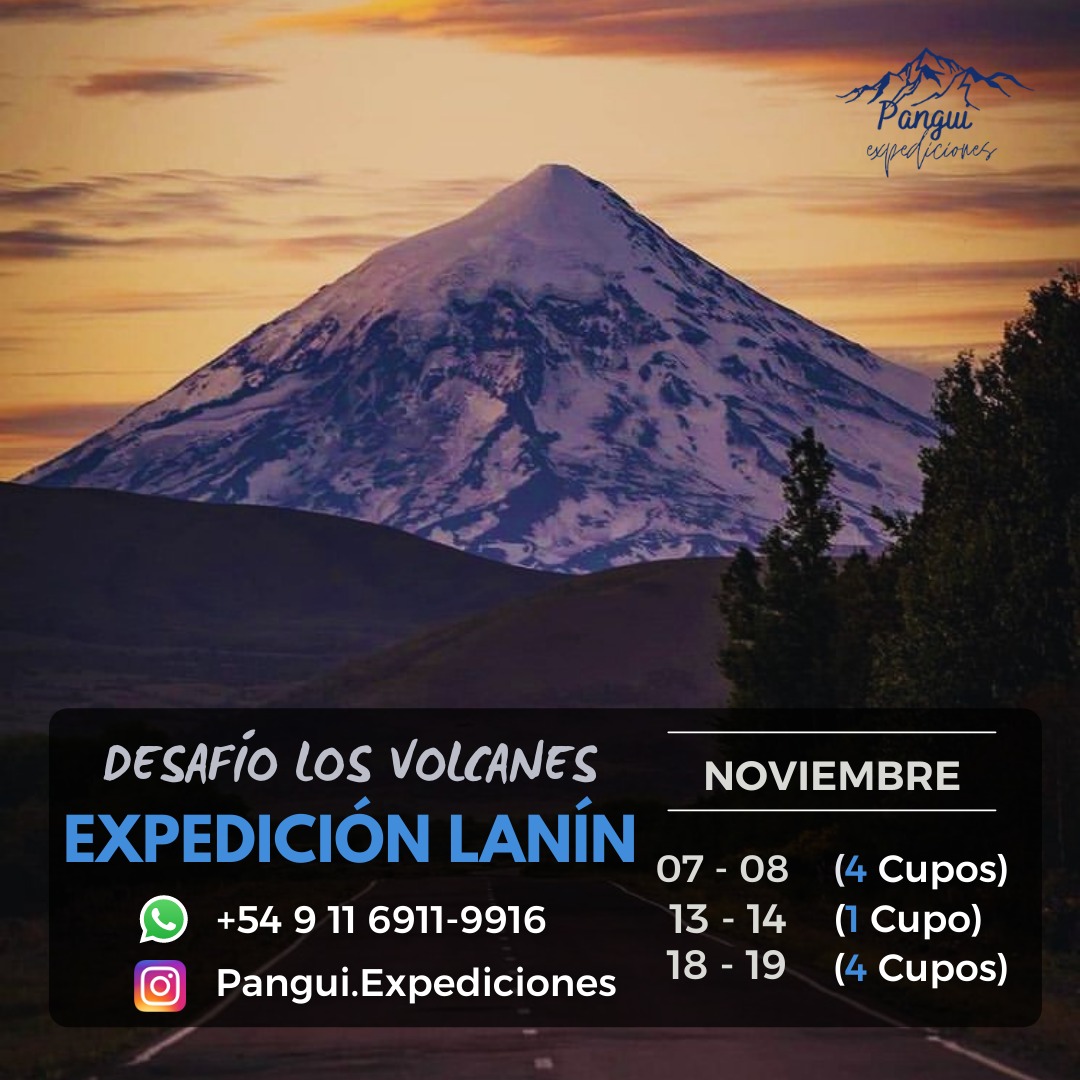 Pangui
expediciones
DESAFÍO LOS VOLCANES
EXPEDICIÓN LANÍN
+54 9 11 6911-9916
Pangui.Expediciones
NOVIEMBRE
07 - 08 (4 Cupos)
13 - 14 (1 Cupo)
18 - 19 (4 Cupos)